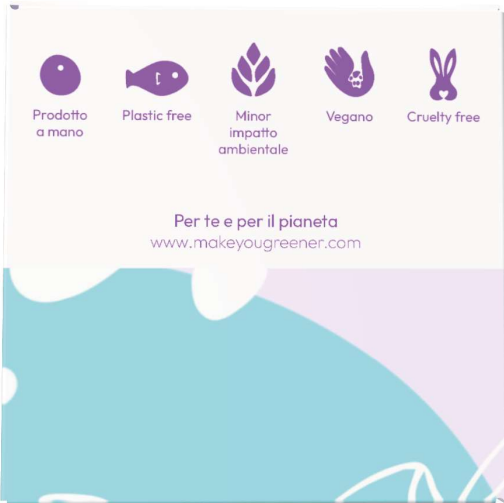 Prodotto
a mano
Plastic free
Minor
impatto
ambientale
Vegano
Cruelty free
Per te e per il pianeta
www.makeyougreener.com